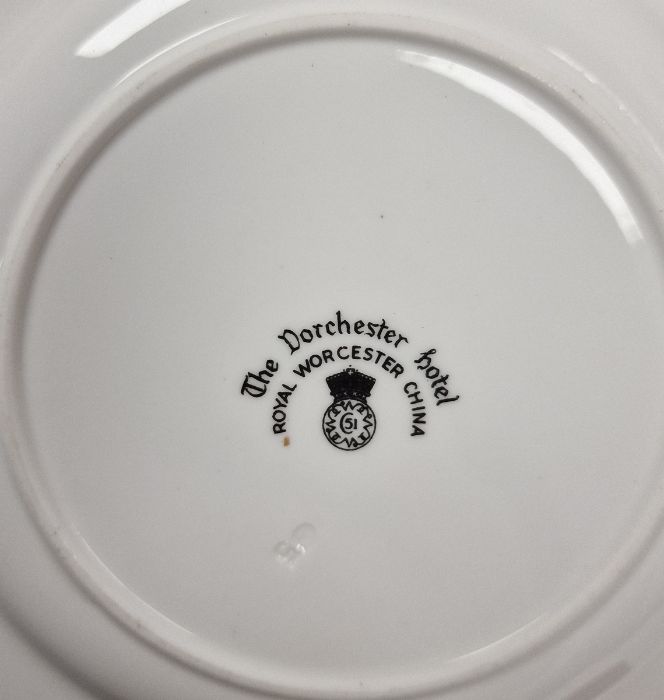 The Dorchester hotel
ROYAL WORCESTER CHINA
51